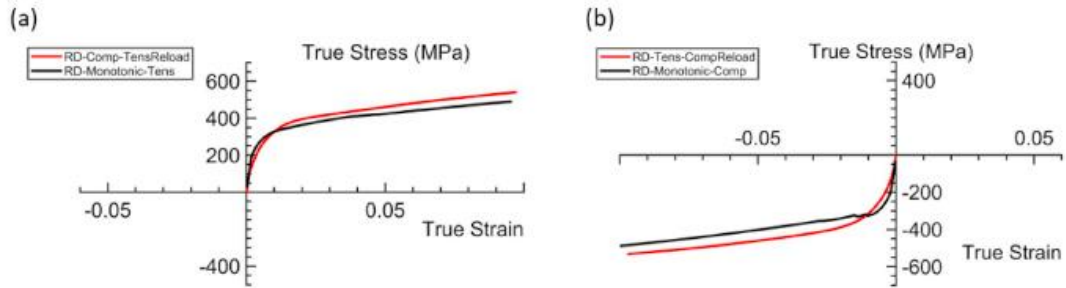 (a)
RD-Comp-TensReload
RD-Monotonic-Tens
True Stress (MPa)
600
400
200
-0.05
0.05
True Strain
-400
(b)
RD-Tens-CompReload
RD-Monotonic-Comp
True Stress (MPa)
400
-0.05
0.05
-200
-400
-600
True Strain